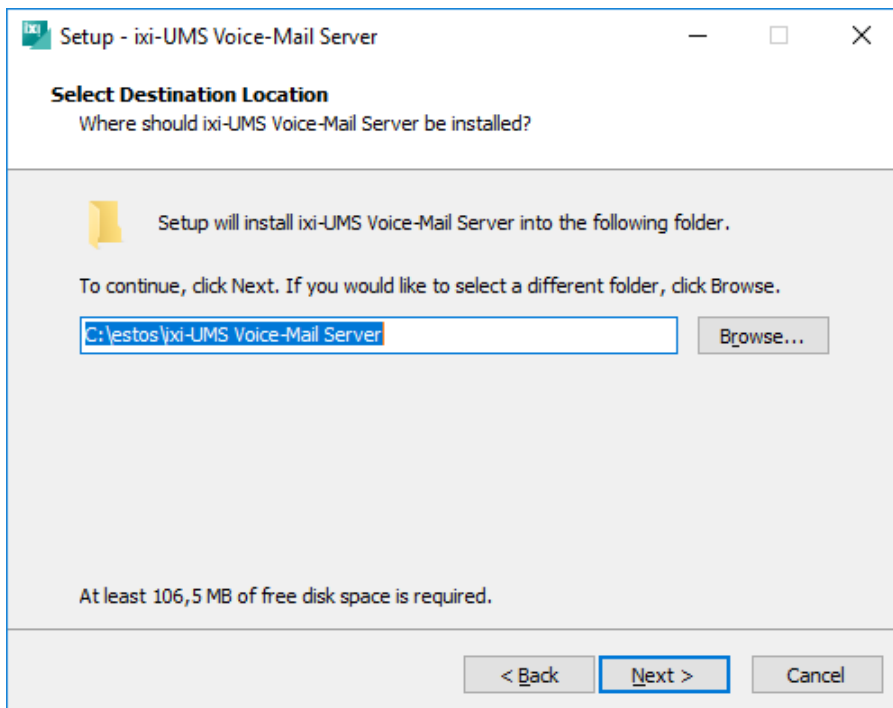 ixi
Setup - ixi-UMS Voice-Mail Server
Select Destination Location
Where should ixi-UMS Voice-Mail Server be installed?
Setup will install ixi-UMS Voice-Mail Server into the following folder.
To continue, click Next. If you would like to select a different folder, click Browse.
C:\estos\ixi-UMS Voice-Mail Server
Browse...
At least 106,5 MB of free disk space is required.
< Back
Next >
Cancel